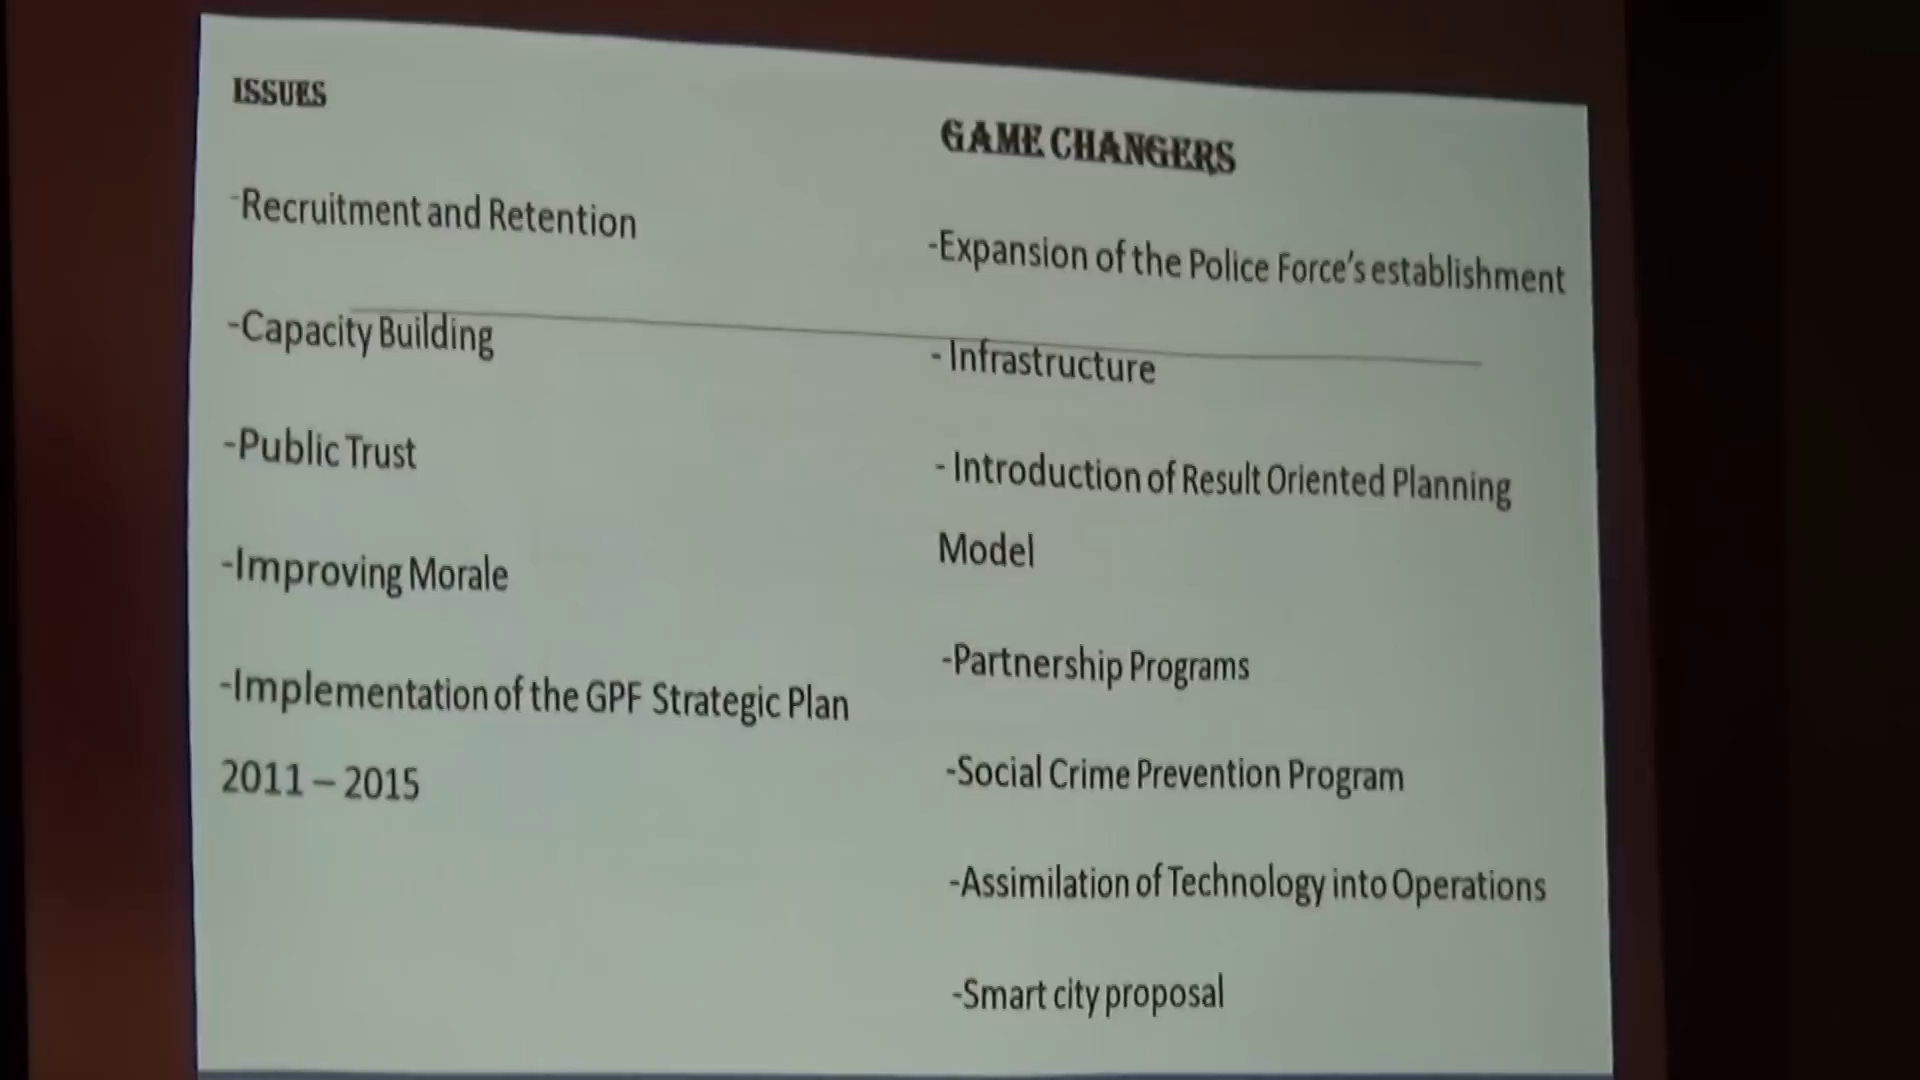 ISSUES
-Recruitment and Retention
-Capacity Building
-Public Trust
-Improving Morale
-Implementation of the GPF Strategic Plan
2011 – 2015
GAME CHANGERS
-Expansion of the Police Force's establishment
- Infrastructure
- Introduction of Result Oriented Planning
Model
-Partnership Programs
-Social Crime Prevention Program
-Assimilation of Technology into Operations
-Smart city proposal